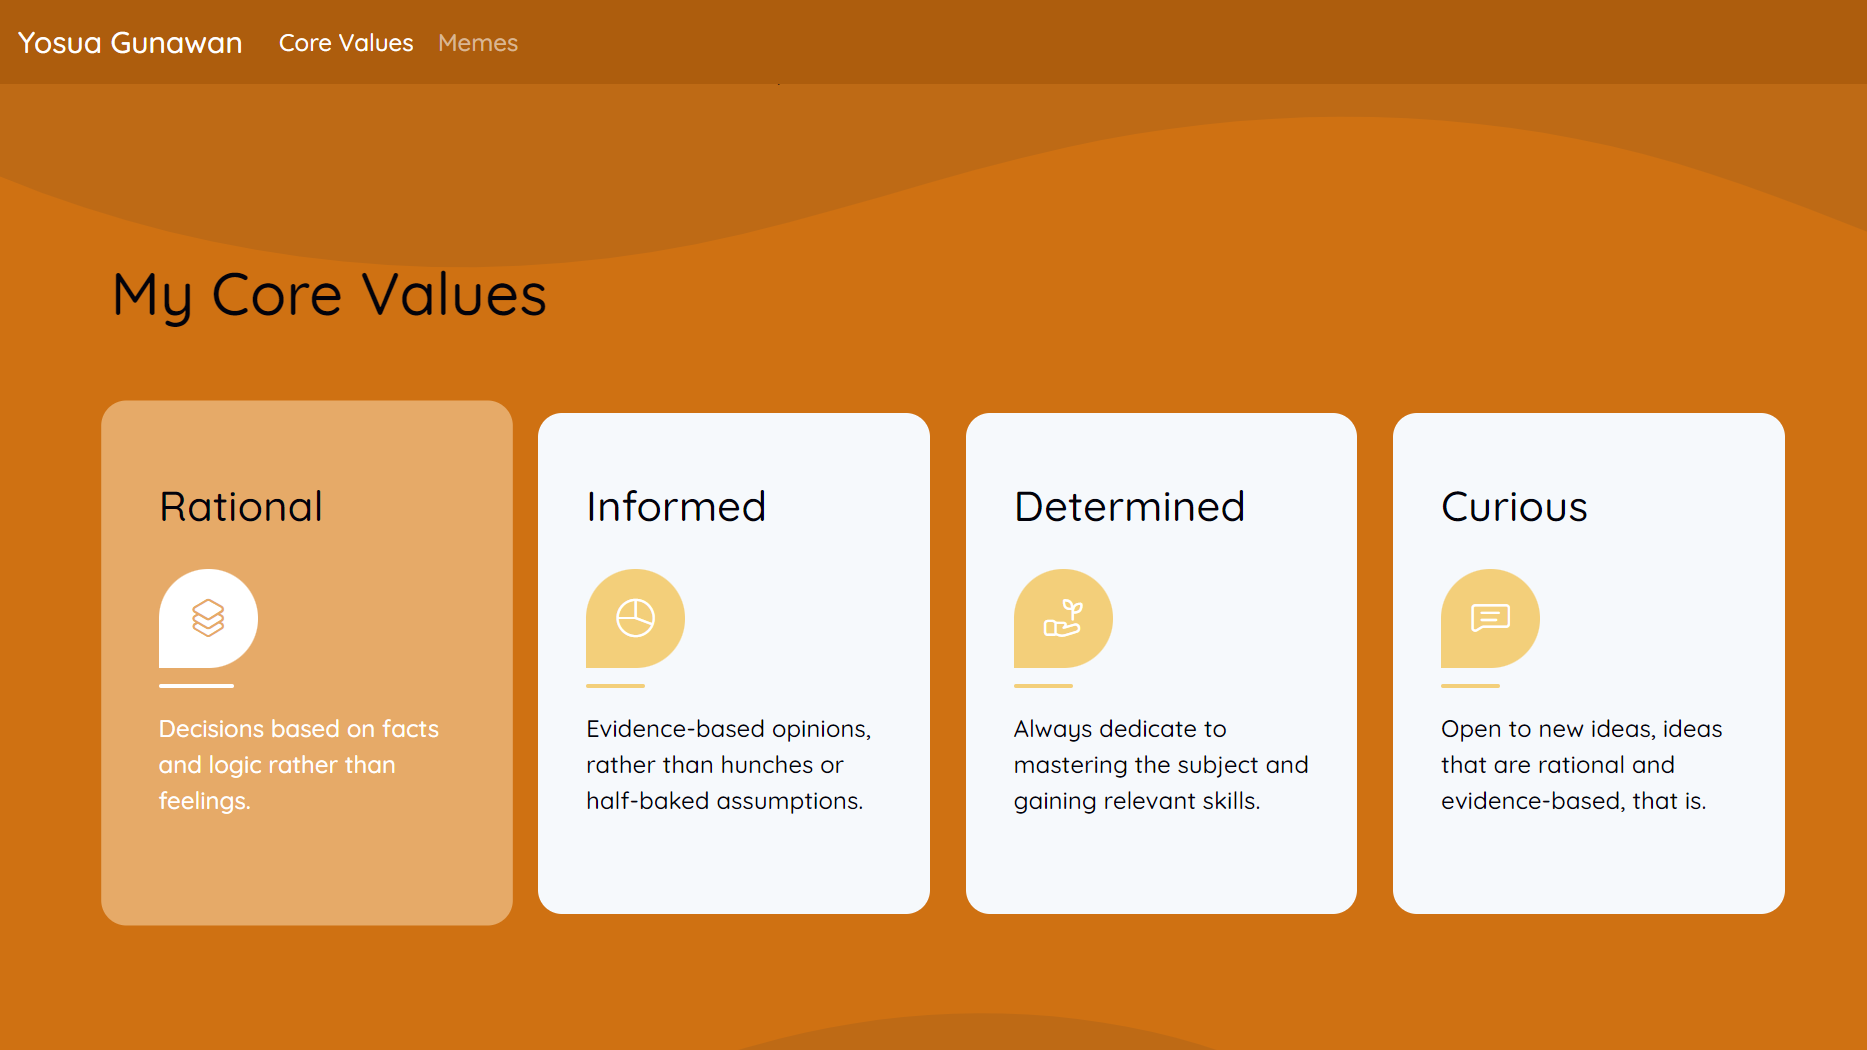 Yosua Gunawan Core Values Memes
My Core Values
Rational
Decisions based on facts
and logic rather than
feelings.
Informed
Evidence-based opinions,
rather than hunches or
half-baked assumptions.
Determined
Always dedicate to
mastering the subject and
gaining relevant skills.
Curious
Open to new ideas, ideas
that are rational and
evidence-based, that is.